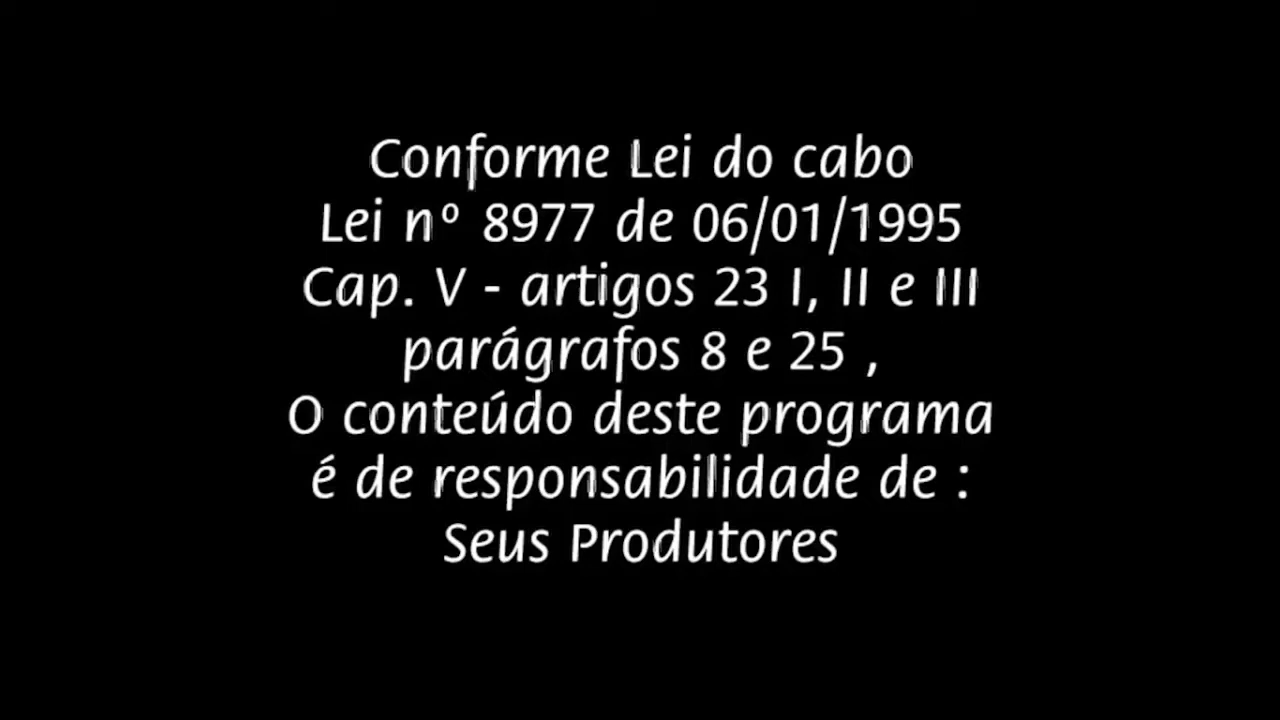 Conforme Lei do cabo
Lei nº 8977 de 06/01/1995
Cap. V - artigos 23 I, II e III
parágrafos 8 e 25 ,
O conteúdo deste programa
é de responsabilidade de :
Seus Produtores